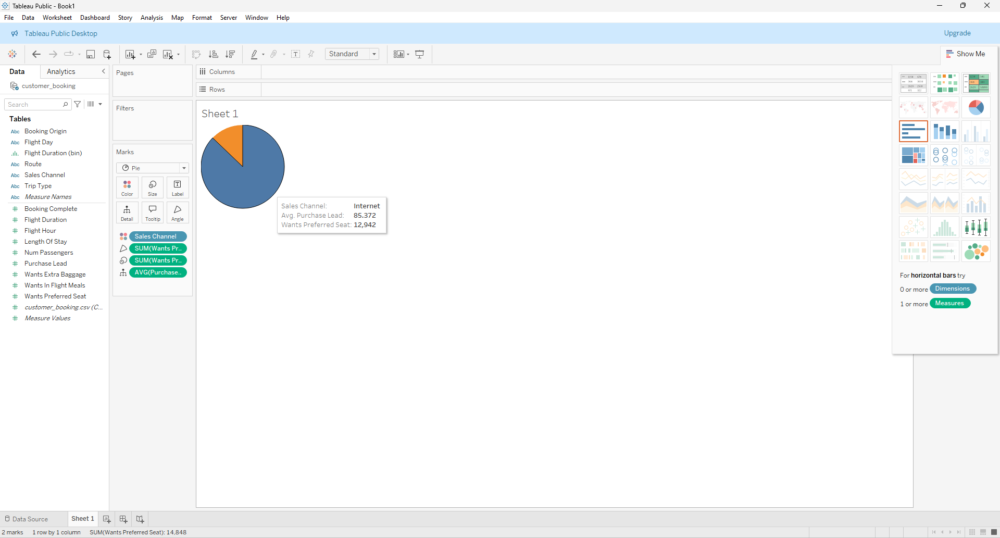 Tableau Public - Book1
File Data Worksheet Dashboard Story Analysis Map Format Server Window Help
Tableau Public Desktop
Upgrade
Standard
Show Me
Data
Analytics
customer_booking
Search
Tables
Abc Booking Origin
Abc Flight Day
Flight Duration (bin)
Abc Route
Abc Sales Channel
Abc Trip Type
Abc Measure Names
# Booking Complete
# Flight Duration
# Flight Hour
# Length Of Stay
# Num Passengers
# Purchase Lead
# Wants Extra Baggage
# Wants In Flight Meals
# Wants Preferred Seat
# customer_booking.csv (C...
# Measure Values
Pages
Filters
Marks
Pie
Color Size Label
Detail Tooltip Angle
Sales Channel
SUM(Wants Pr..
SUM(Wants Pr..
AVG(Purchase..
Columns
Rows
Sheet 1
Sales Channel: Internet
Avg. Purchase Lead: 85.372
Wants Preferred Seat: 12,942
For horizontal bars try
0 or more Dimensions
1 or more Measures
Data Source
Sheet 1
2 marks 1 row by 1 column SUM(Wants Preferred Seat): 14,848